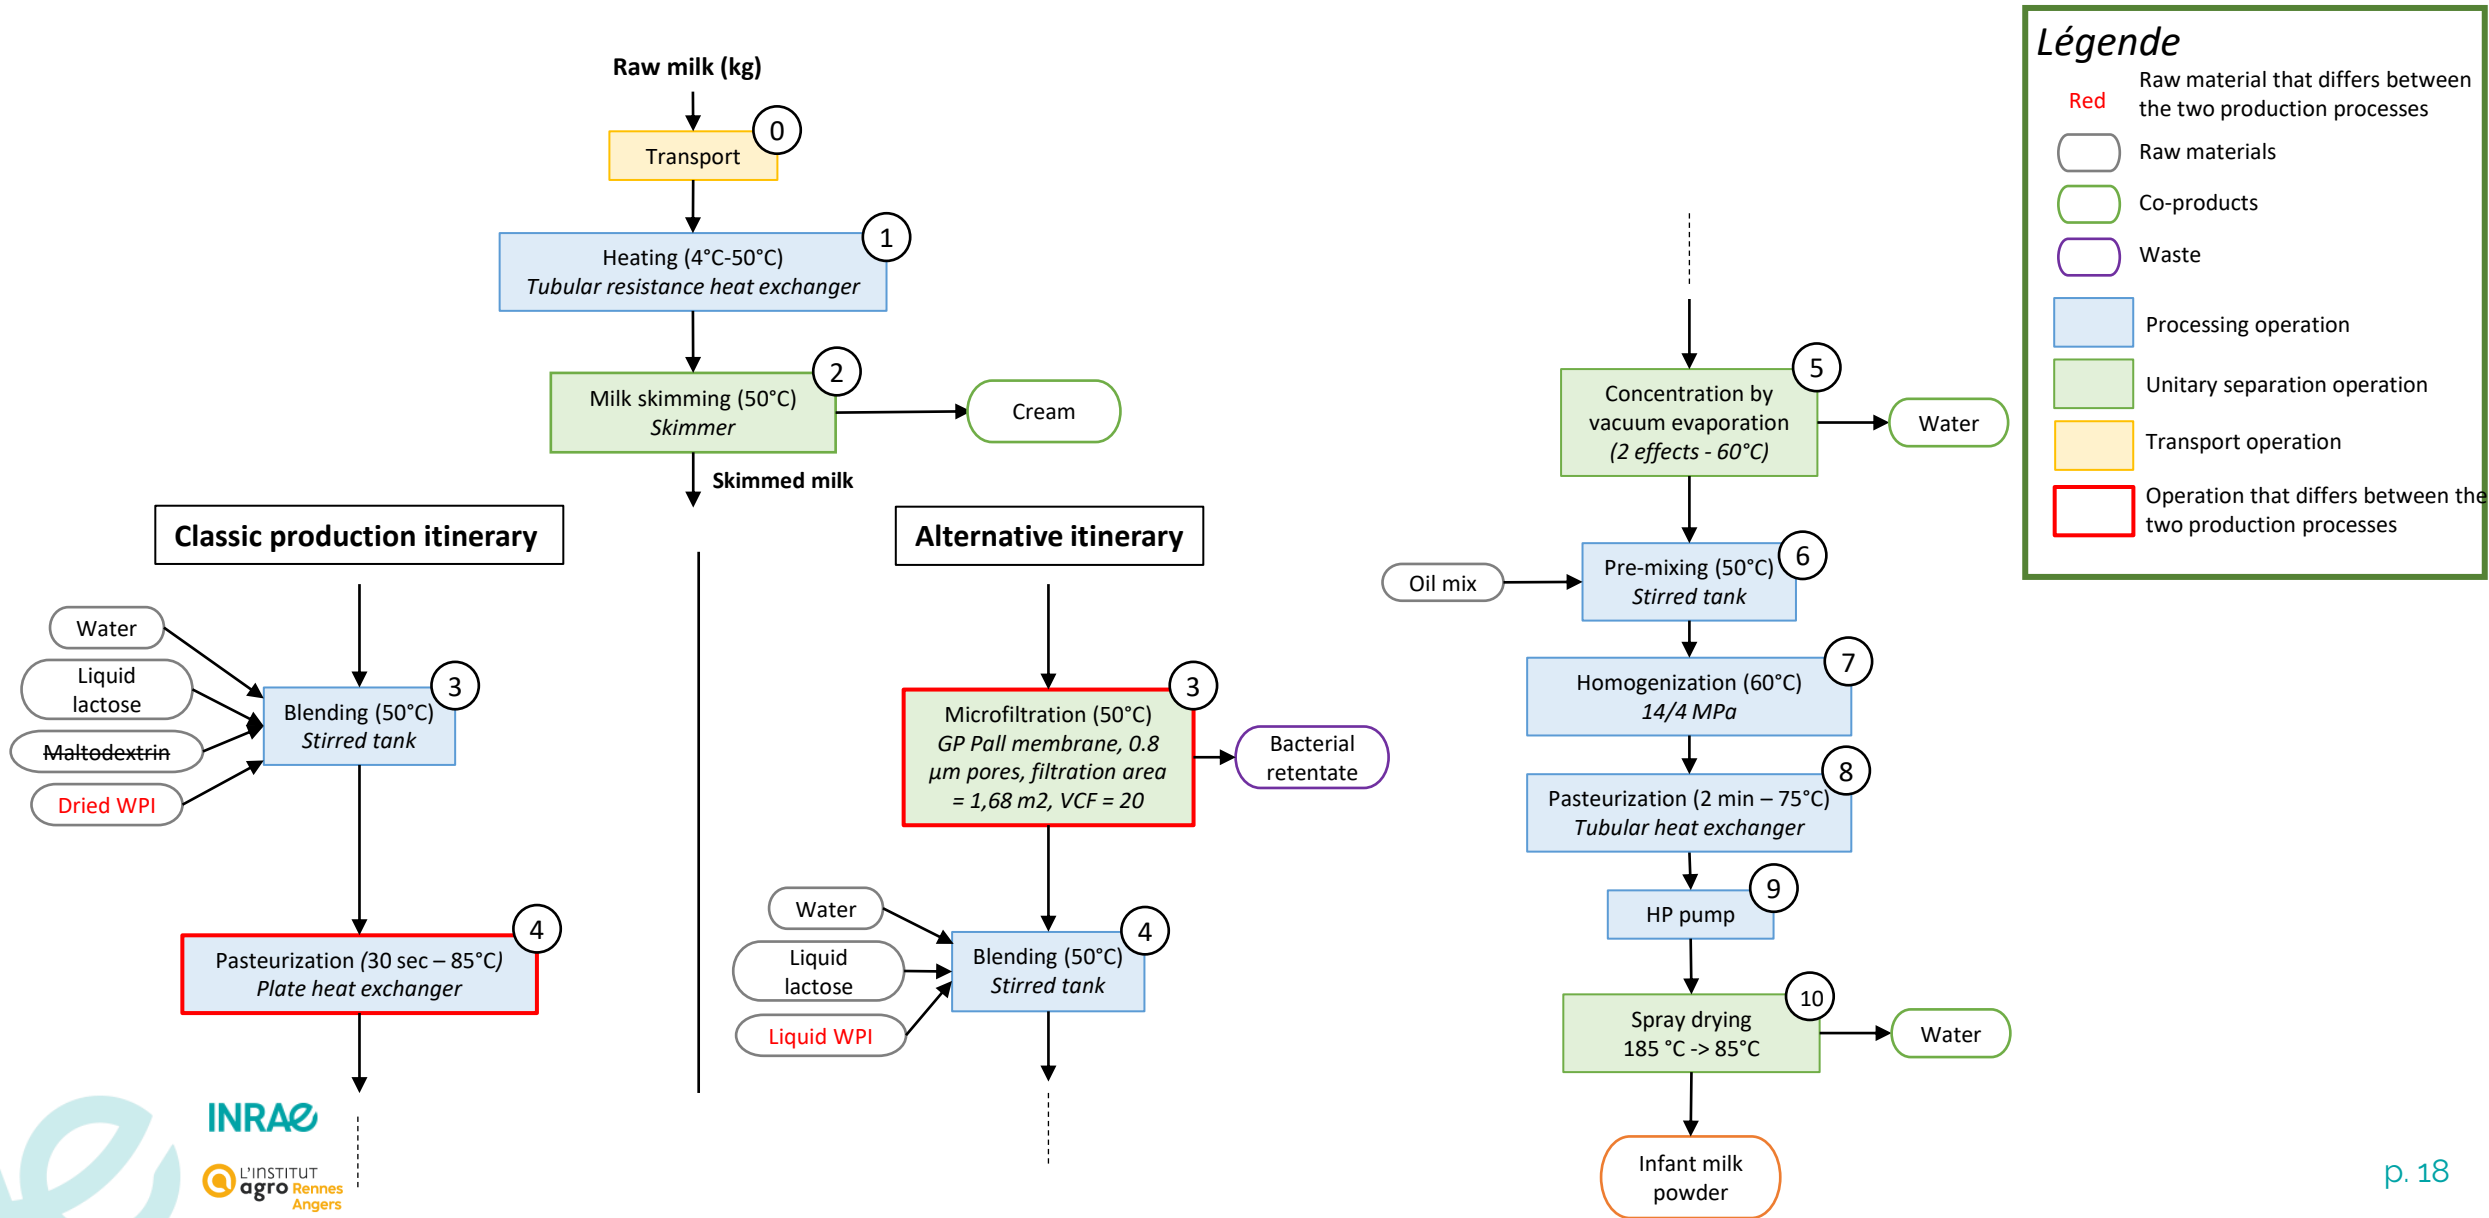 Raw milk (kg)
0
Transport
1
Heating (4°C-50°C)
Tubular resistance heat exchanger
2
Milk skimming (50°C)
Skimmer
Cream
Skimmed milk
Classic production itinerary
Water
Liquid
lactose
Maltodextrin
Dried WPI
3
Blending (50°C)
Stirred tank
4
Pasteurization (30 sec – 85°C)
Plate heat exchanger
Alternative itinerary
3
Microfiltration (50°C)
GP Pall membrane, 0.8
µm pores, filtration area
= 1,68 m2, VCF = 20
Bacterial
retentate
Water
Liquid
lactose
Liquid WPI
4
Blending (50°C)
Stirred tank
5
Concentration by
vacuum evaporation
(2 effects - 60°C)
Water
6
Oil mix
Pre-mixing (50°C)
Stirred tank
7
Homogenization (60°C)
14/4 MPa
8
Pasteurization (2 min – 75°C)
Tubular heat exchanger
9
HP pump
10
Spray drying
185 °C -> 85°C
Water
Infant milk
powder
Légende
Red
Raw material that differs between
the two production processes
Raw materials
Co-products
Waste
Processing operation
Unitary separation operation
Transport operation
Operation that differs between the
two production processes
INRAE
L'INSTITUT
agro Rennes
Angers
p. 18